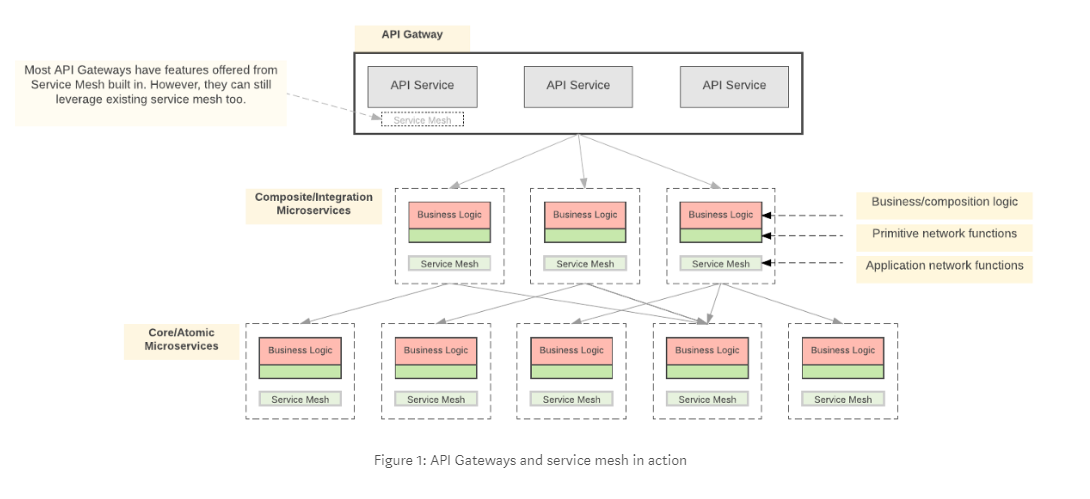 API Gatway
Most API Gateways have features offered from
Service Mesh built in. However, they can still
leverage existing service mesh too.
API Service
API Service
API Service
Service Mesh
Composite/Integration
Microservices
Business Logic
Business Logic
Business Logic
Service Mesh
Service Mesh
Service Mesh
Business/composition logic
Primitive network functions
Application network functions
Core/Atomic
Microservices
Business Logic
Business Logic
Business Logic
Business Logic
Business Logic
Service Mesh
Service Mesh
Service Mesh
Service Mesh
Service Mesh
Figure 1: API Gateways and service mesh in action